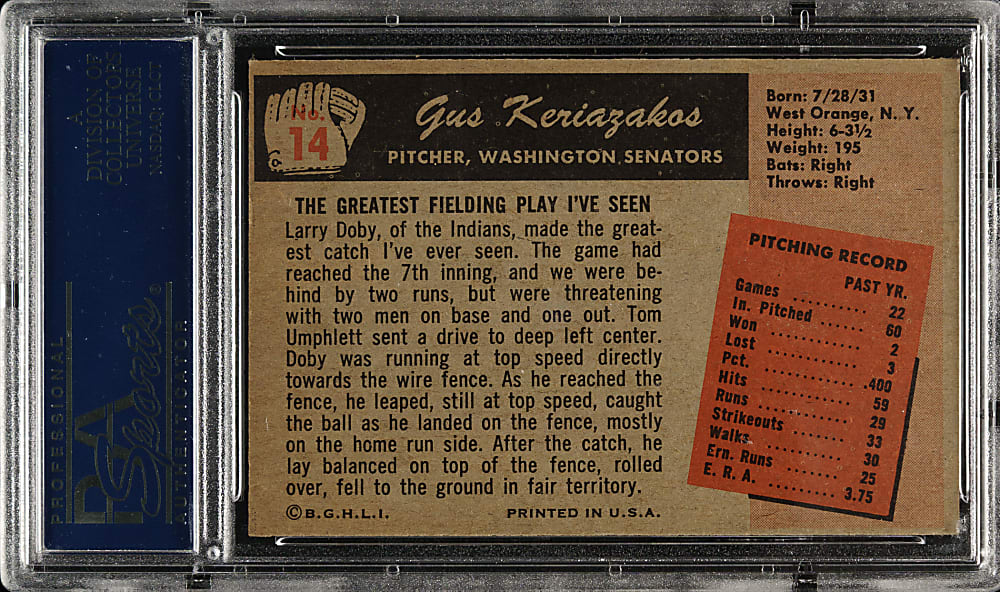 A
DIVISION OF
COLLECTORS
UNIVERSE
NASDAQ: CLCT
PROFESSIONAL
PSA
Sports®
AUTHENTICATOR
No.
14
Gus Keriazakos
PITCHER, WASHINGTON SENATORS
Born: 7/28/31
West Orange, N. Y.
Height: 6-3½
Weight: 195
Bats: Right
Throws: Right
THE GREATEST FIELDING PLAY I'VE SEEN
Larry Doby, of the Indians, made the great-
est catch I've ever seen. The game had
reached the 7th inning, and we were be-
hind by two runs, but were threatening
with two men on base and one out. Tom
Umphlett sent a drive to deep left center.
Doby was running at top speed directly
towards the wire fence. As he reached the
fence, he leaped, still at top speed, caught
the ball as he landed on the fence, mostly
on the home run side. After the catch, he
lay balanced on top of the fence, rolled
over, fell to the ground in fair territory.
©B.G.H.L.I. PRINTED IN U.S.A.
PITCHING RECORD
PAST YR.
Games ........ 22
In. Pitched ...... 60
Won ........ 2
Lost ........ 3
Pct. ........ .400
Hits ........ 59
Runs ........ 29
Strikeouts ...... 33
Walks ........ 30
Ern. Runs ...... 25
E. R. A. ........ 3.75